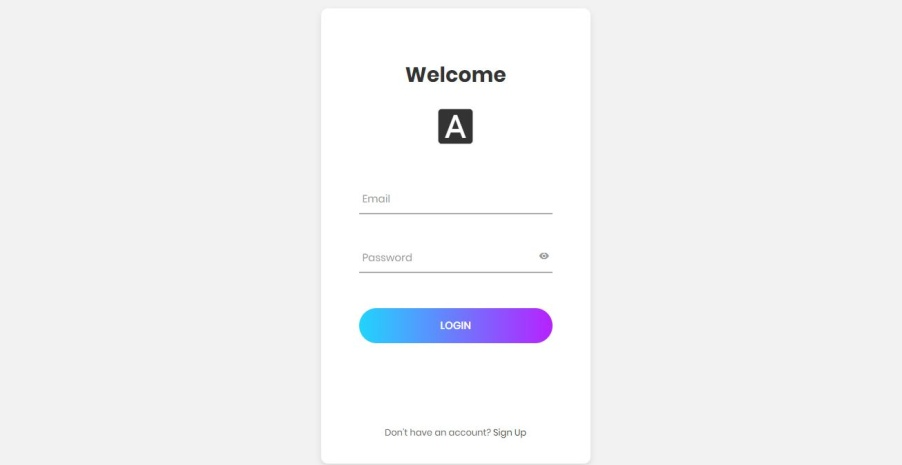 Welcome
A
Email
Password
LOGIN
Don't have an account? Sign Up